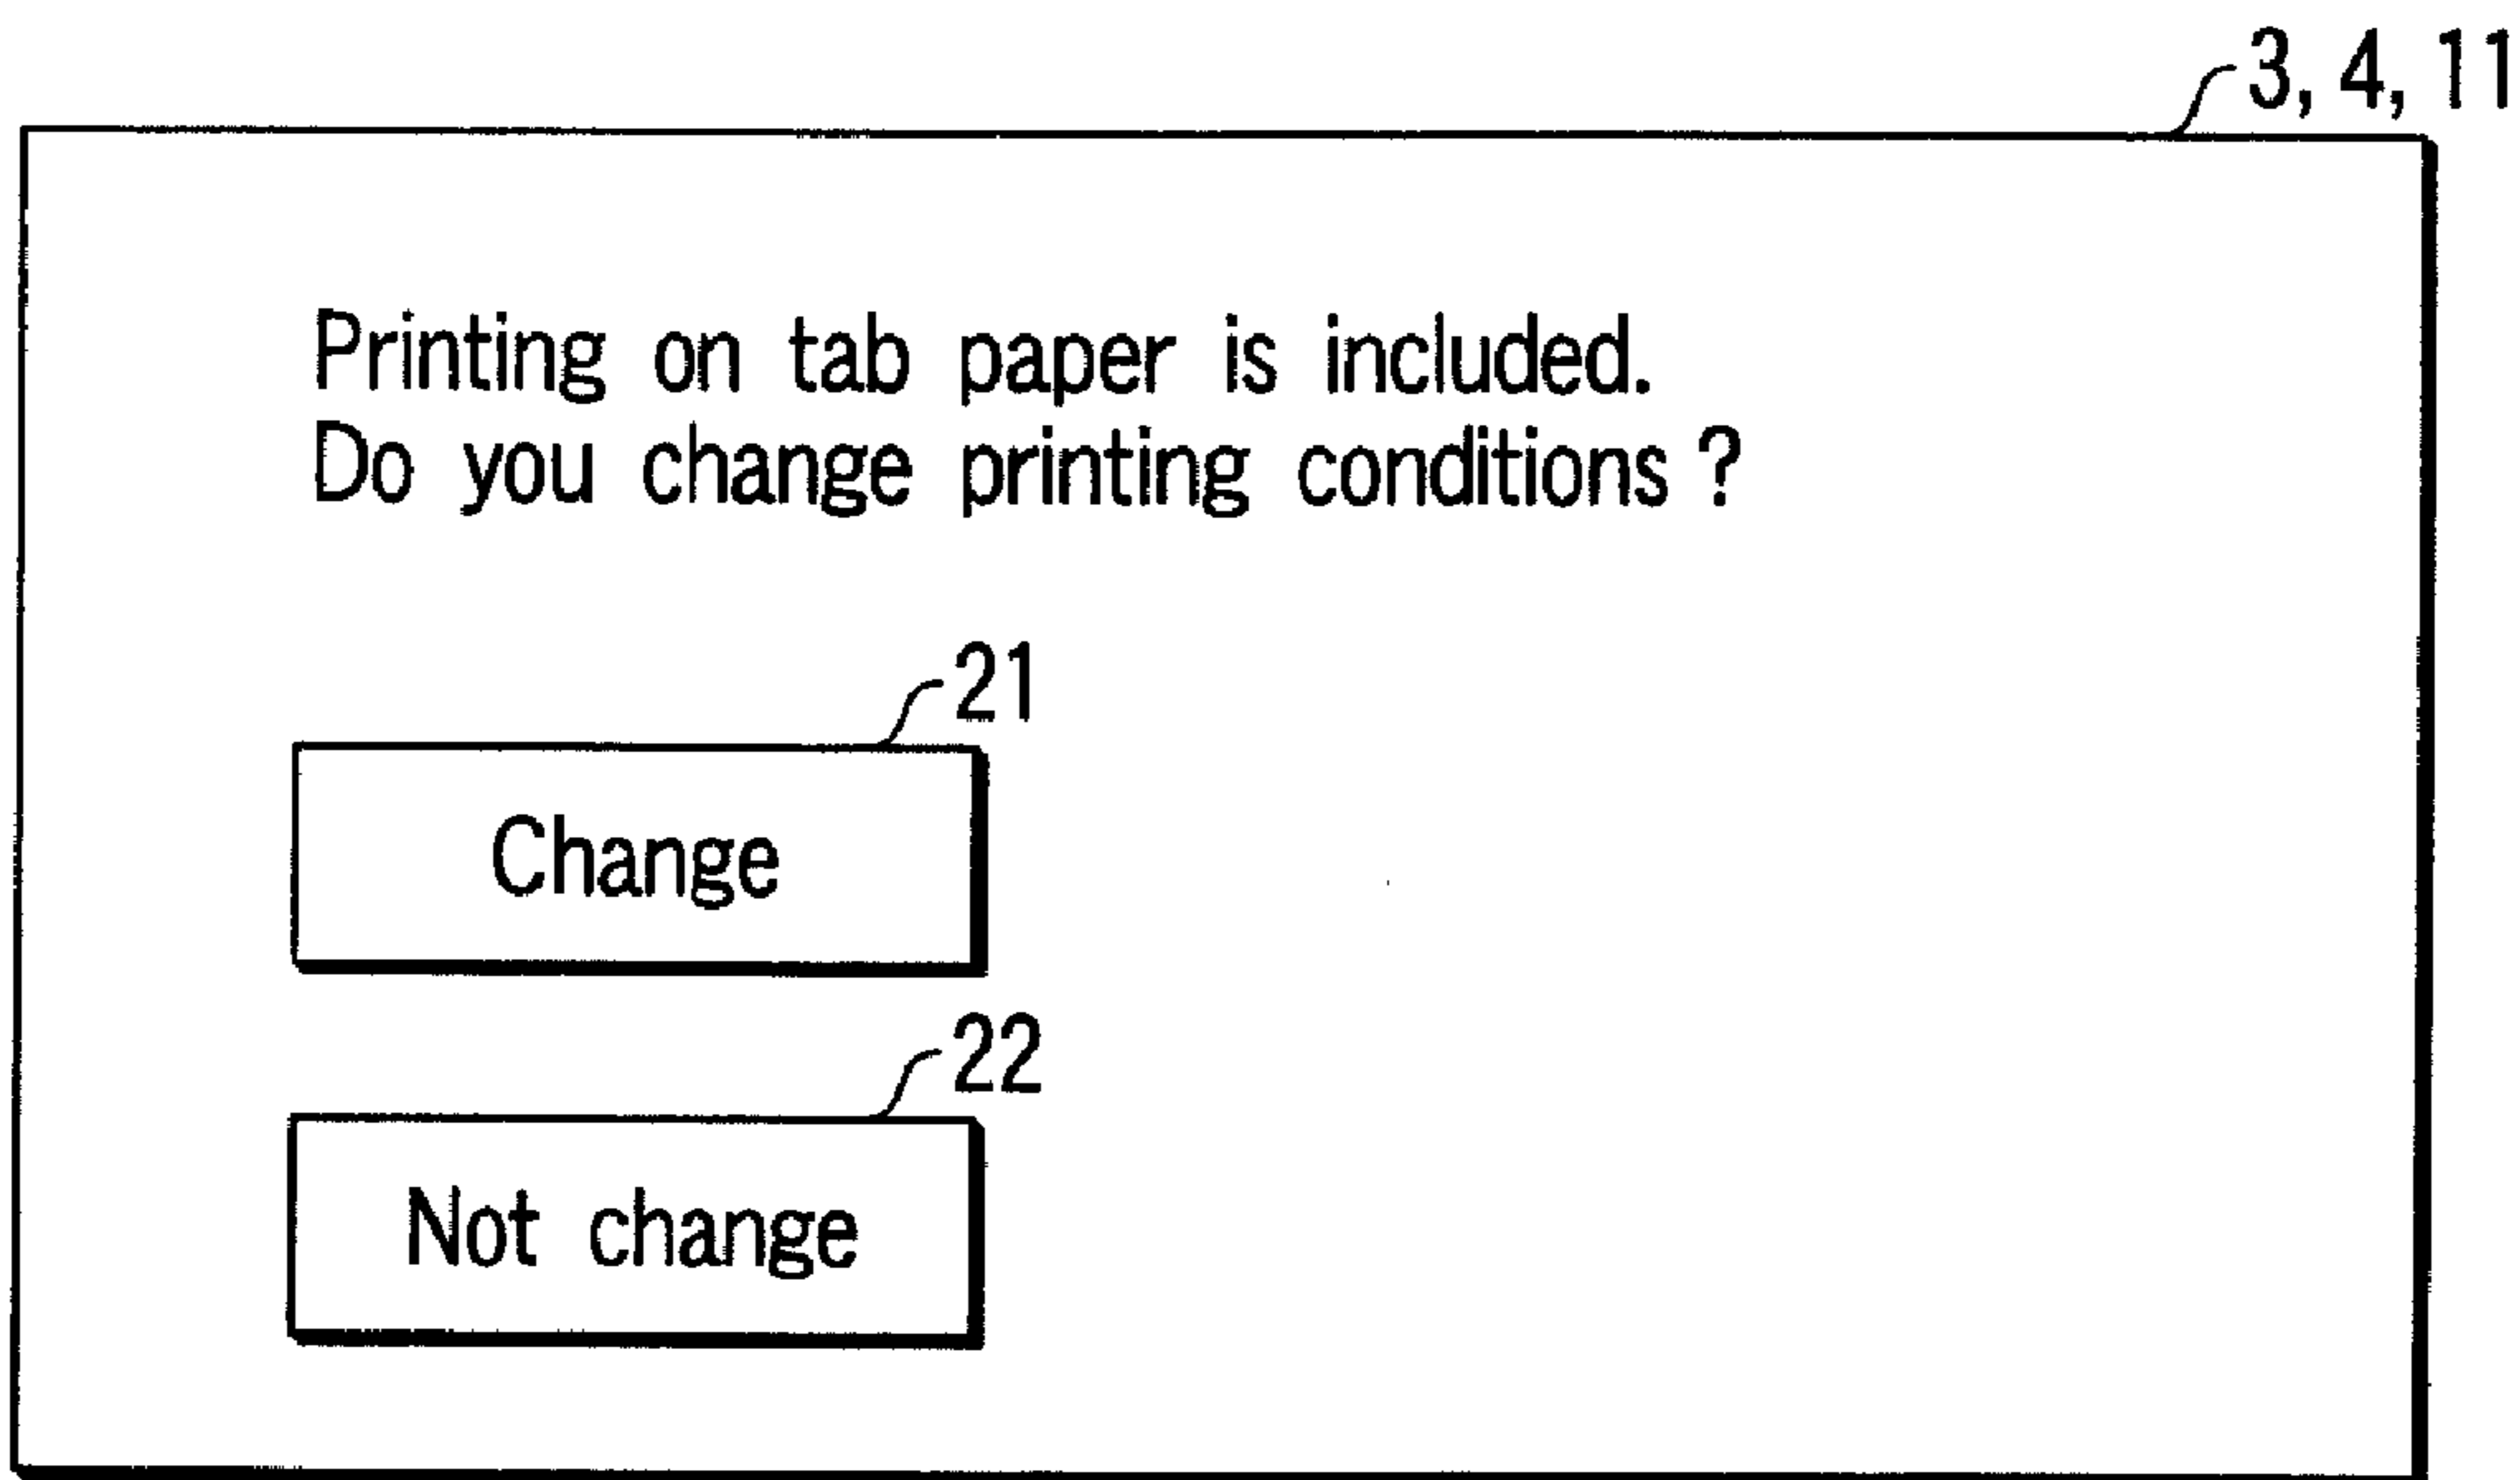 3, 4, 11
Printing on tab paper is included.
Do you change printing conditions ?
21
Change
22
Not change